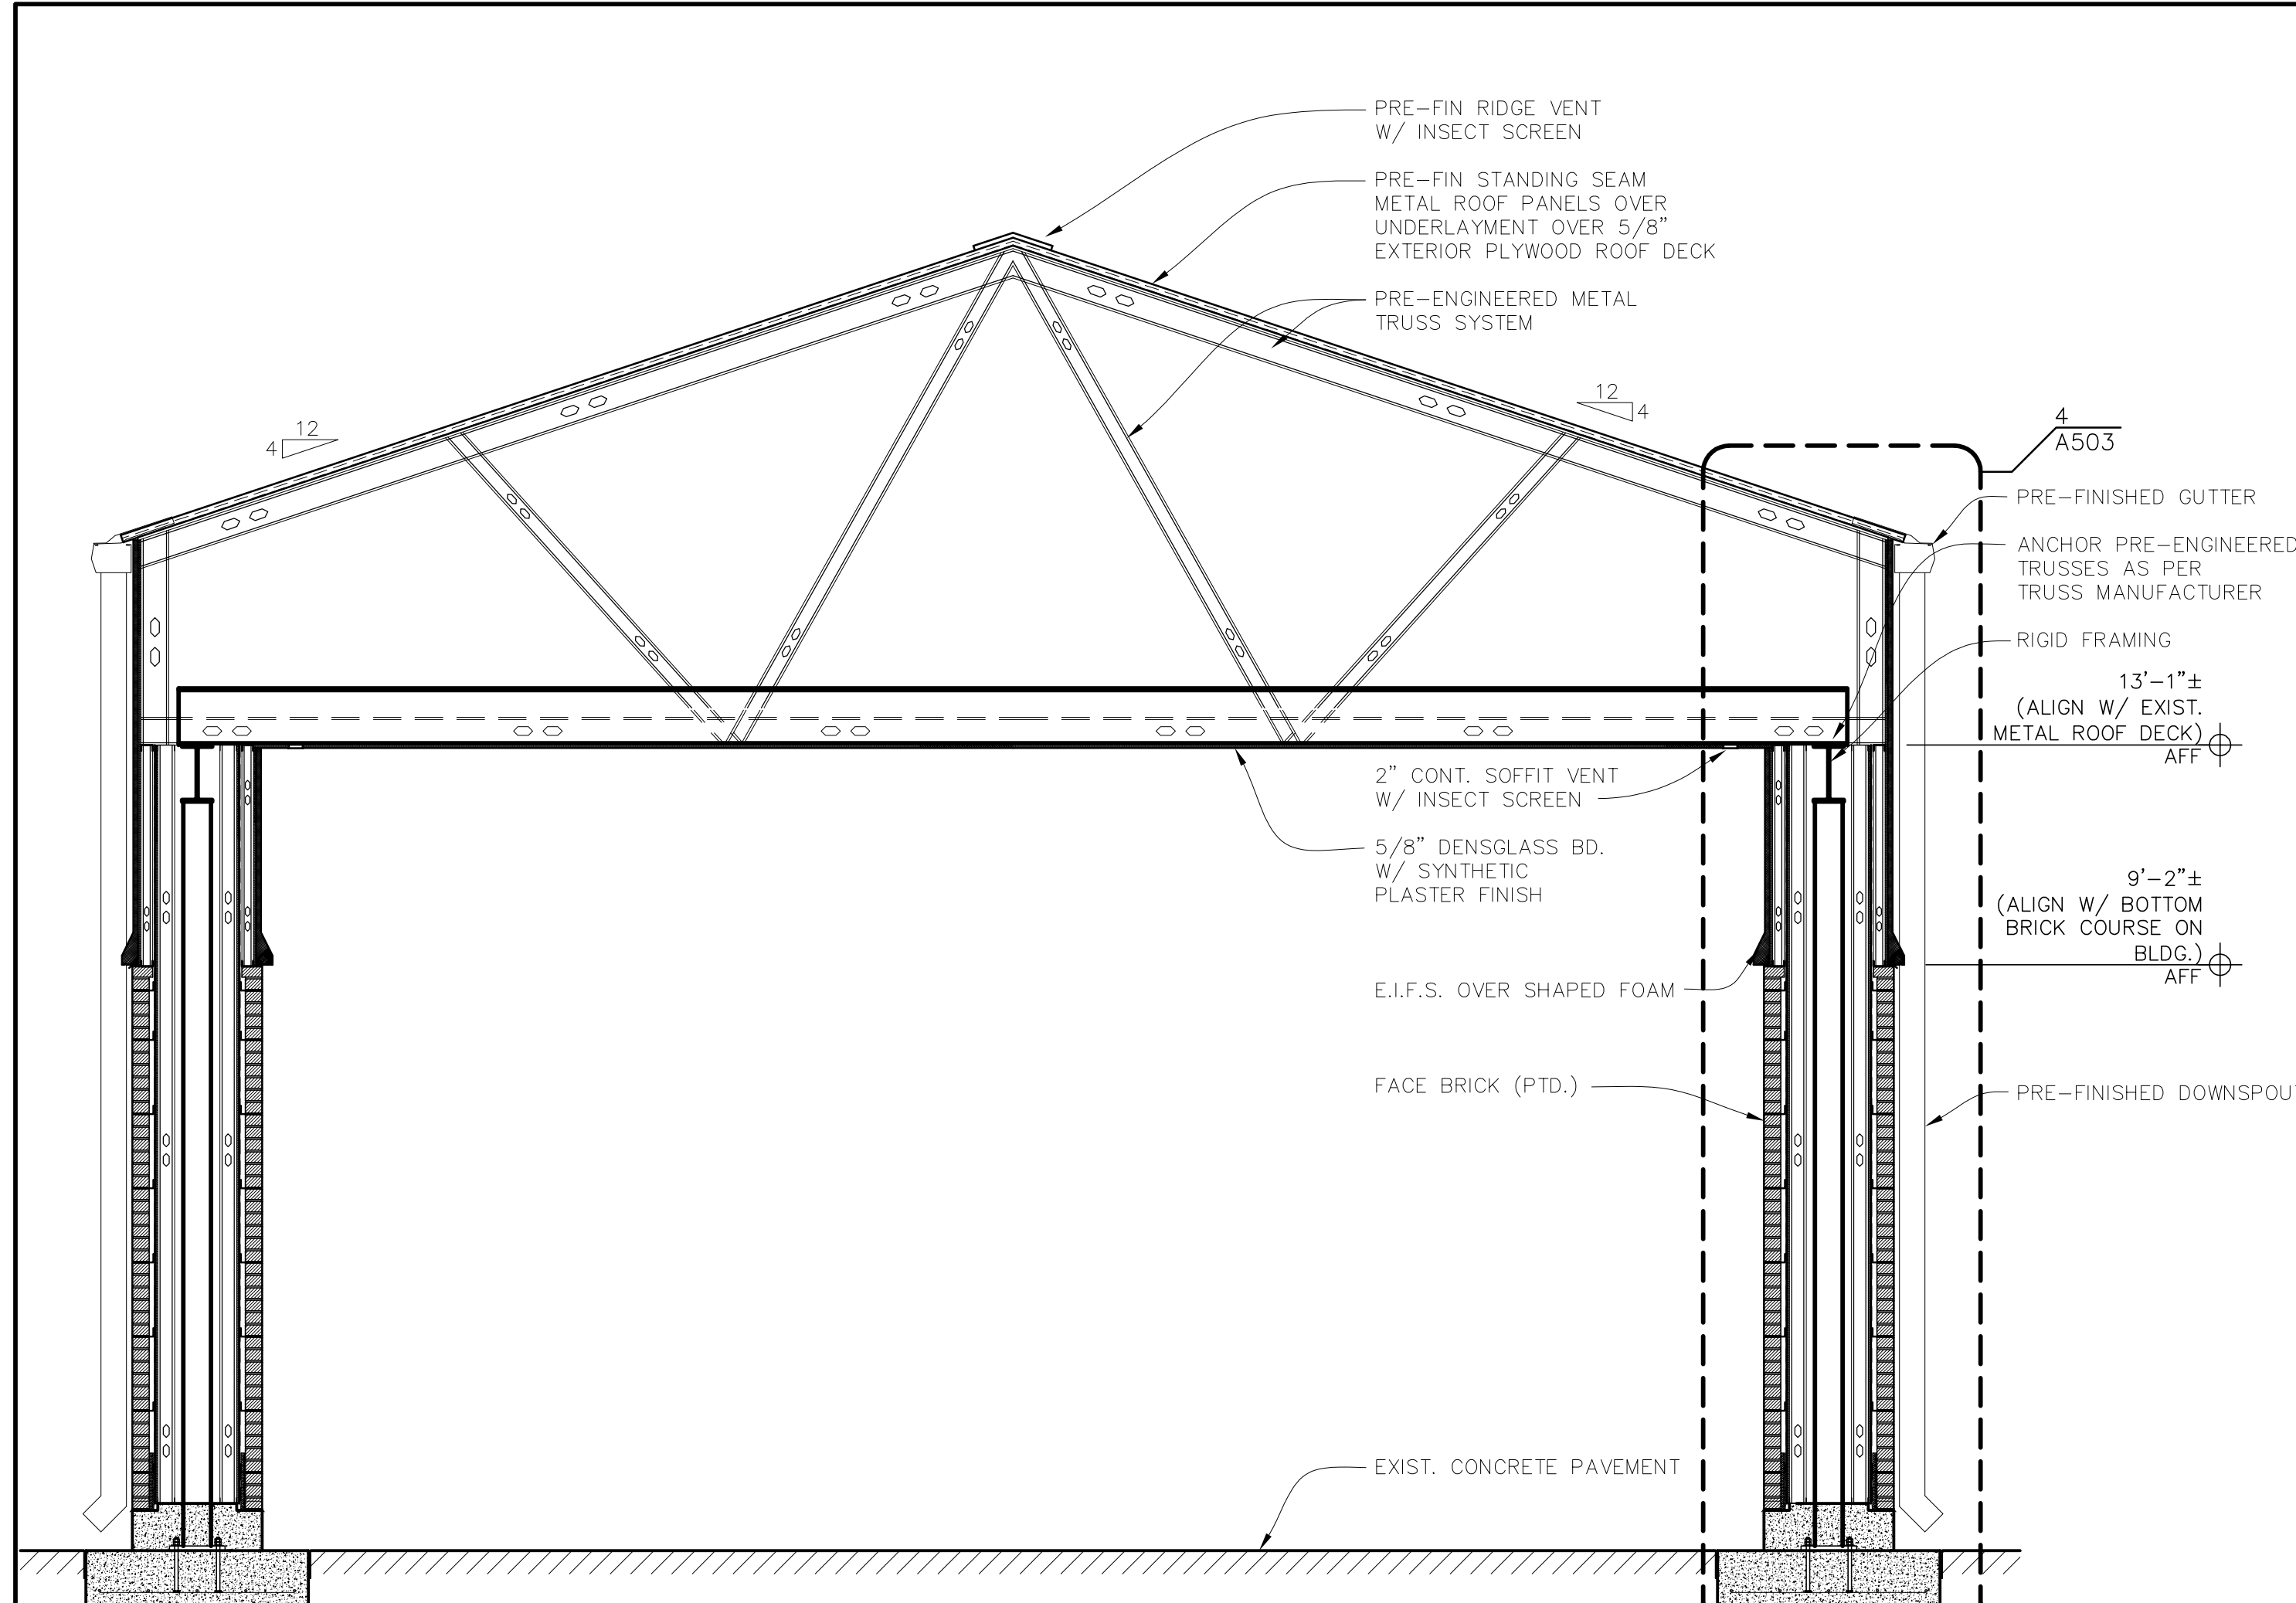 PRE-FIN RIDGE VENT
W/ INSECT SCREEN
PRE-FIN STANDING SEAM
METAL ROOF PANELS OVER
UNDERLAYMENT OVER 5/8"
EXTERIOR PLYWOOD ROOF DECK
PRE-ENGINEERED METAL
TRUSS SYSTEM
12
4
12
4
4
A503
PRE-FINISHED GUTTER
ANCHOR PRE-ENGINEERED
TRUSSES AS PER
TRUSS MANUFACTURER
RIGID FRAMING
13'-1"±
(ALIGN W/ EXIST.
METAL ROOF DECK)
AFF
2" CONT. SOFFIT VENT
W/ INSECT SCREEN
5/8" DENSGLASS BD.
W/ SYNTHETIC
PLASTER FINISH
9'-2"±
(ALIGN W/ BOTTOM
BRICK COURSE ON
BLDG.)
AFF
E.I.F.S. OVER SHAPED FOAM
FACE BRICK (PTD.)
PRE-FINISHED DOWNSPOU
EXIST. CONCRETE PAVEMENT